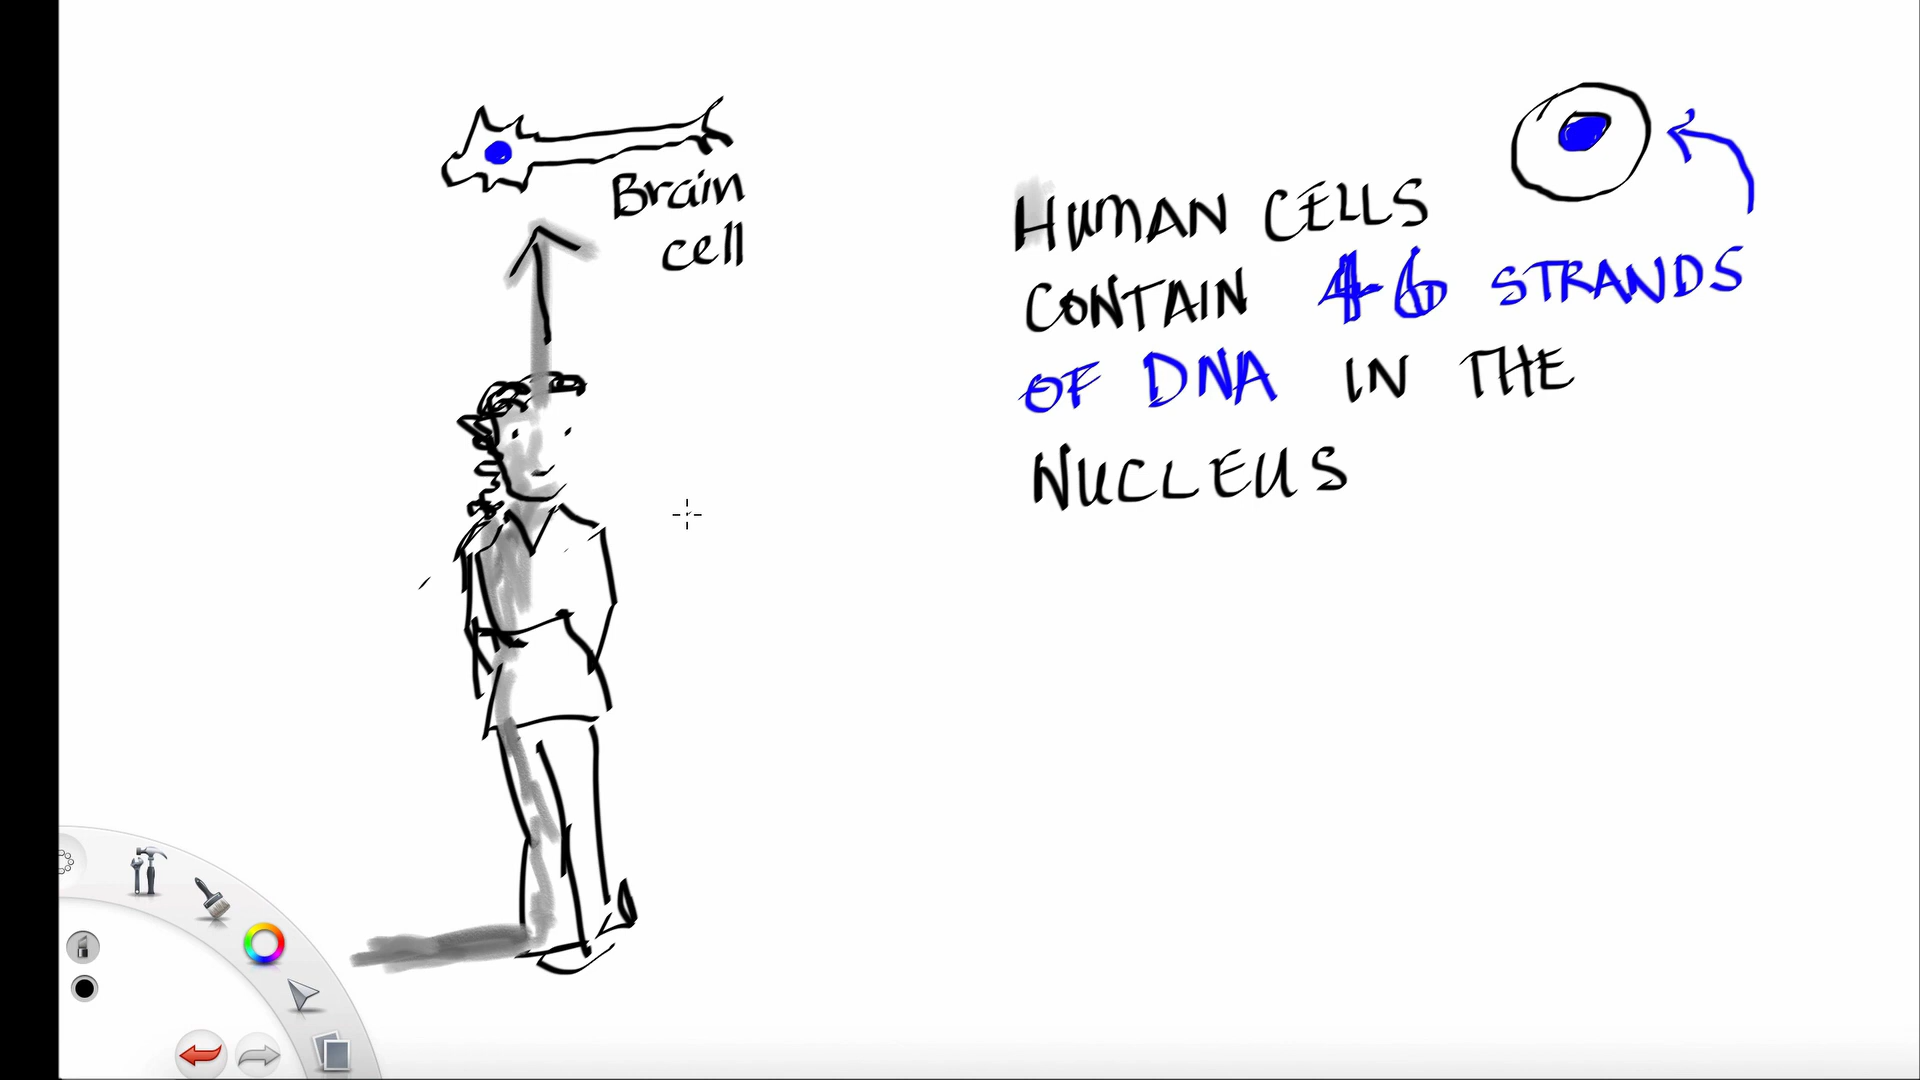 Brain
cell
HUMAN CELLS
CONTAIN 46 STRANDS
OF DNA IN THE
NUCLEUS